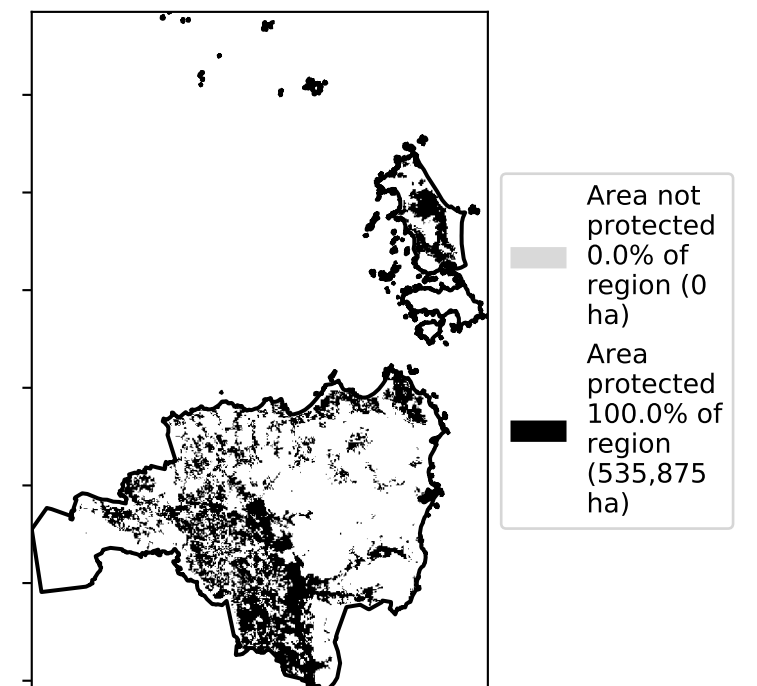 Area not
protected
0.0% of
region (0
ha)
Area
protected
100.0% of
region
(535,875
ha)